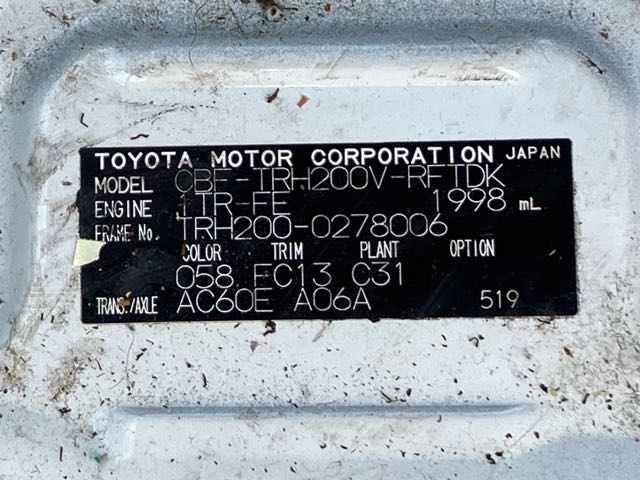 TOYOTA MOTOR CORPORATION JAPAN
MODEL CBF-TRH200V-RFTDK
ENGINE 1TR-FE 1998 mL
FRAME No. TRH200-0278006
COLOR TRIM PLANT OPTION
058 FC13 C31
TRANS./AXLE AC60E A06A 519